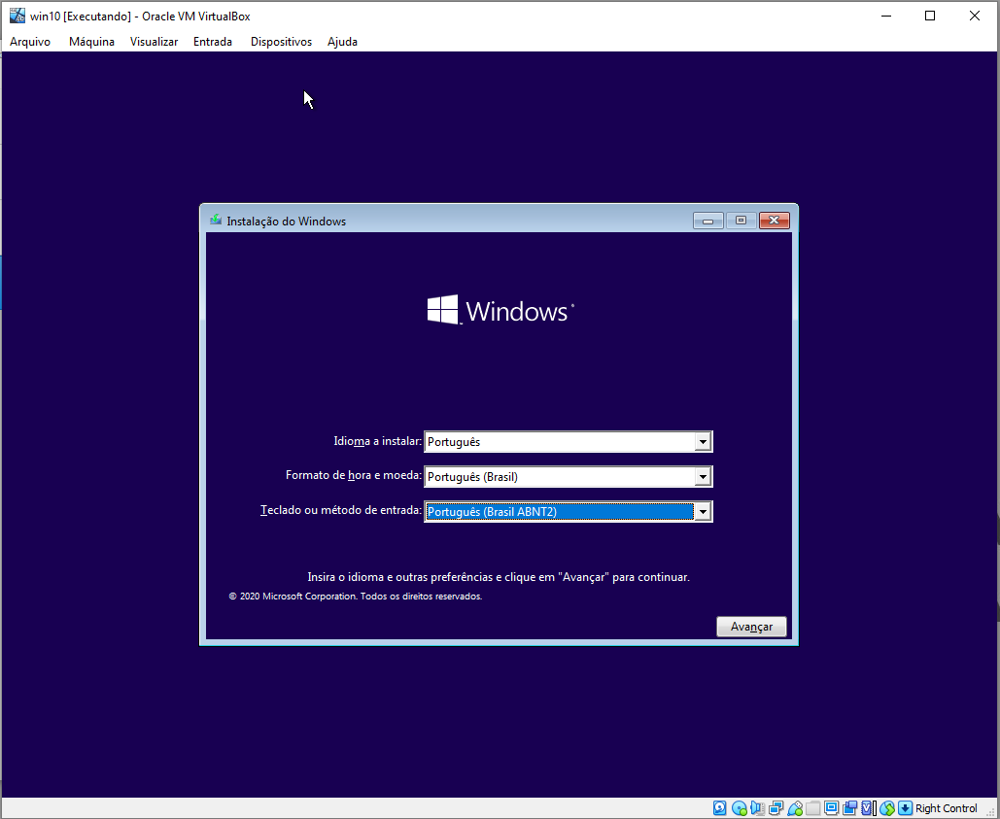 win10 [Executando] - Oracle VM VirtualBox
Arquivo Máquina Visualizar Entrada Dispositivos Ajuda
Instalação do Windows
Windows
Idioma a instalar: Português
Formato de hora e moeda: Português (Brasil)
Teclado ou método de entrada: Português (Brasil ABNT2)
Insira o idioma e outras preferências e clique em "Avançar" para continuar.
© 2020 Microsoft Corporation. Todos os direitos reservados.
Avançar
Right Control